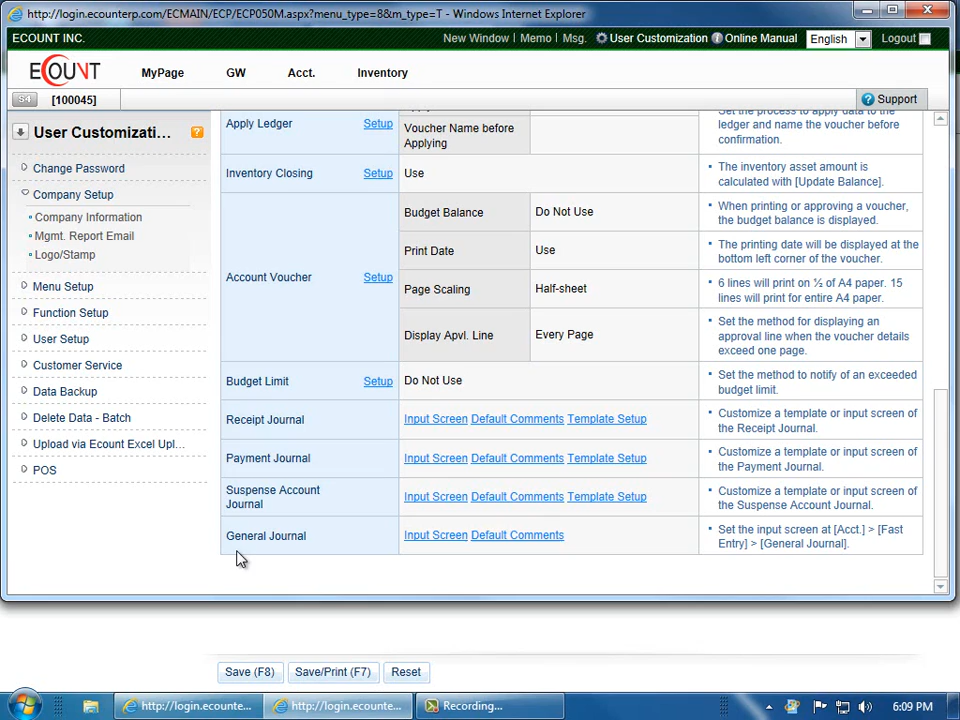 http://login.ecounterp.com/ECMAIN/ECP/ECP050M.aspx?menu_type=8&m_type=T - Windows Internet Explorer
ECOUNT INC.
New Window | Memo | Msg.
User Customization
Online Manual
English
Logout
ECOUNT
MyPage
GW
Acct.
Inventory
S4
[100045]
Support
User Customizati...
Change Password
Company Setup
Company Information
Mgmt. Report Email
Logo/Stamp
Menu Setup
Function Setup
User Setup
Customer Service
Data Backup
Delete Data - Batch
Upload via Ecount Excel Upl...
POS
Apply Ledger
Setup
Voucher Name before
Applying
Set the process to apply data to the
ledger and name the voucher before
confirmation.
Inventory Closing
Setup
Use
The inventory asset amount is
calculated with [Update Balance].
Account Voucher
Setup
Budget Balance
Do Not Use
When printing or approving a voucher,
the budget balance is displayed.
Print Date
Use
The printing date will be displayed at the
bottom left corner of the voucher.
Page Scaling
Half-sheet
6 lines will print on ½ of A4 paper. 15
lines will print for entire A4 paper.
Display Apvl. Line
Every Page
Set the method for displaying an
approval line when the voucher details
exceed one page.
Budget Limit
Setup
Do Not Use
Set the method to notify of an exceeded
budget limit.
Receipt Journal
Input Screen Default Comments Template Setup
Customize a template or input screen of
the Receipt Journal.
Payment Journal
Input Screen Default Comments Template Setup
Customize a template or input screen of
the Payment Journal.
Suspense Account
Journal
Input Screen Default Comments Template Setup
Customize a template or input screen of
the Suspense Account Journal.
General Journal
Input Screen Default Comments
Set the input screen at [Acct.] > [Fast
Entry] > [General Journal].
Save (F8)
Save/Print (F7)
Reset
http://login.ecounte...
http://login.ecounte...
Recording...
6:09 PM